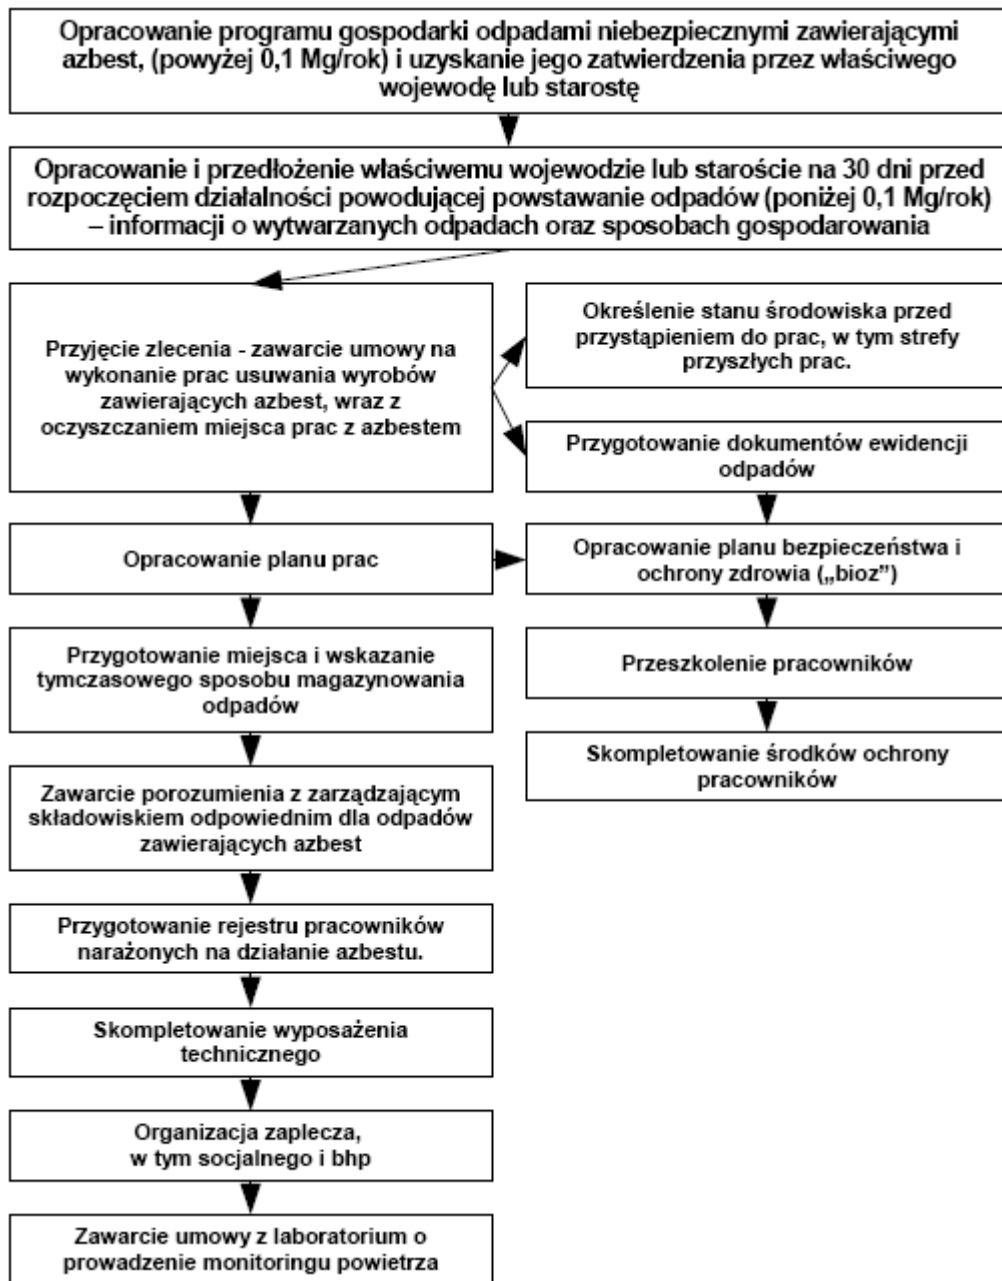 Opracowanie programu gospodarki odpadami niebezpiecznymi zawierającymi
azbest, (powyżej 0,1 Mg/rok) i uzyskanie jego zatwierdzenia przez właściwego
wojewodę lub starostę
Opracowanie i przedłożenie właściwemu wojewodzie lub staroście na 30 dni przed
rozpoczęciem działalności powodującej powstawanie odpadów (poniżej 0,1 Mg/rok)
– informacji o wytwarzanych odpadach oraz sposobach gospodarowania
Przyjęcie zlecenia - zawarcie umowy na
wykonanie prac usuwania wyrobów
zawierających azbest, wraz z
oczyszczaniem miejsca prac z azbestem
Określenie stanu środowiska przed
przystąpieniem do prac, w tym strefy
przyszłych prac.
Przygotowanie dokumentów ewidencji
odpadów
Opracowanie planu prac
Opracowanie planu bezpieczeństwa i
ochrony zdrowia („bioz”)
Przygotowanie miejsca i wskazanie
tymczasowego sposobu magazynowania
odpadów
Przeszkolenie pracowników
Skompletowanie środków ochrony
pracowników
Zawarcie porozumienia z zarządzającym
składowiskiem odpowiednim dla odpadów
zawierających azbest
Przygotowanie rejestru pracowników
narażonych na działanie azbestu.
Skompletowanie wyposażenia
technicznego
Organizacja zaplecza,
w tym socjalnego i bhp
Zawarcie umowy z laboratorium o
prowadzenie monitoringu powietrza